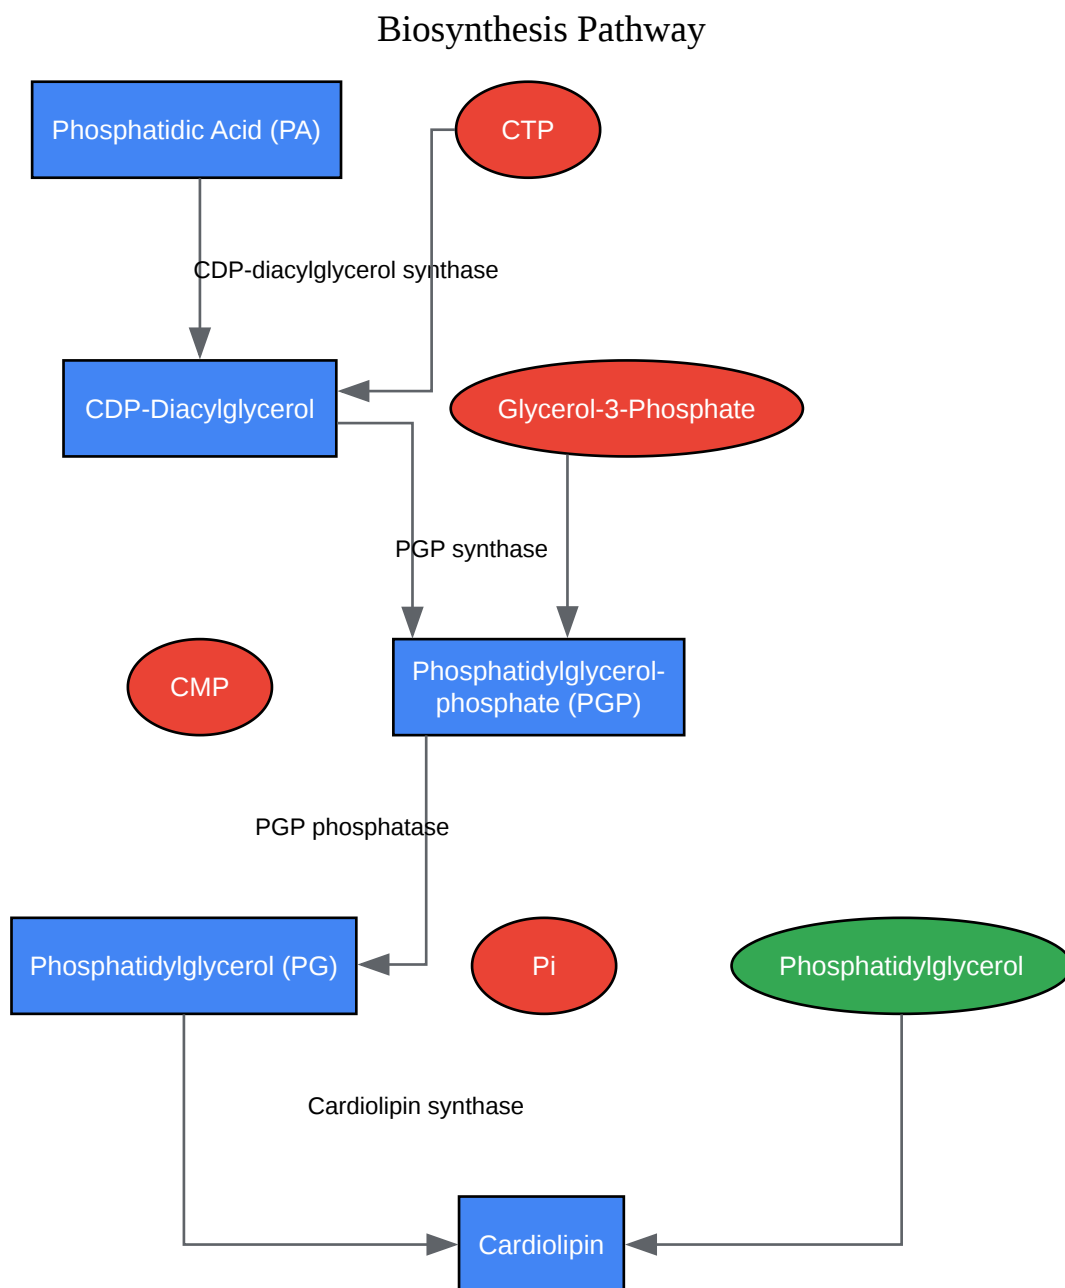 Biosynthesis Pathway
Phosphatidic Acid (PA)
CTP
CDP-diacylglycerol synthase
CDP-Diacylglycerol
Glycerol-3-Phosphate
PGP synthase
CMP
Phosphatidylglycerol-
phosphate (PGP)
PGP phosphatase
Phosphatidylglycerol (PG)
Pi
Phosphatidylglycerol
Cardiolipin synthase
Cardiolipin